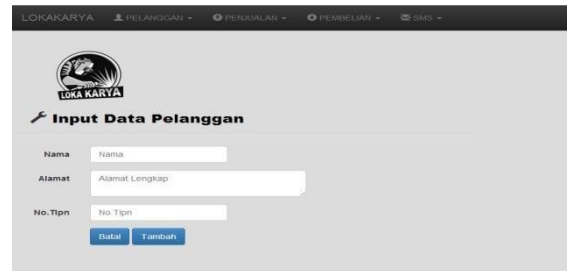 LOKAKARYA PELANGGAN PENJUALAN PEMBELIAN SMS
LOKA KARYA
Input Data Pelanggan
Nama Nama
Alamat Alamat Lengkap
No.Tlpn No.Tlpn
Batal Tambah